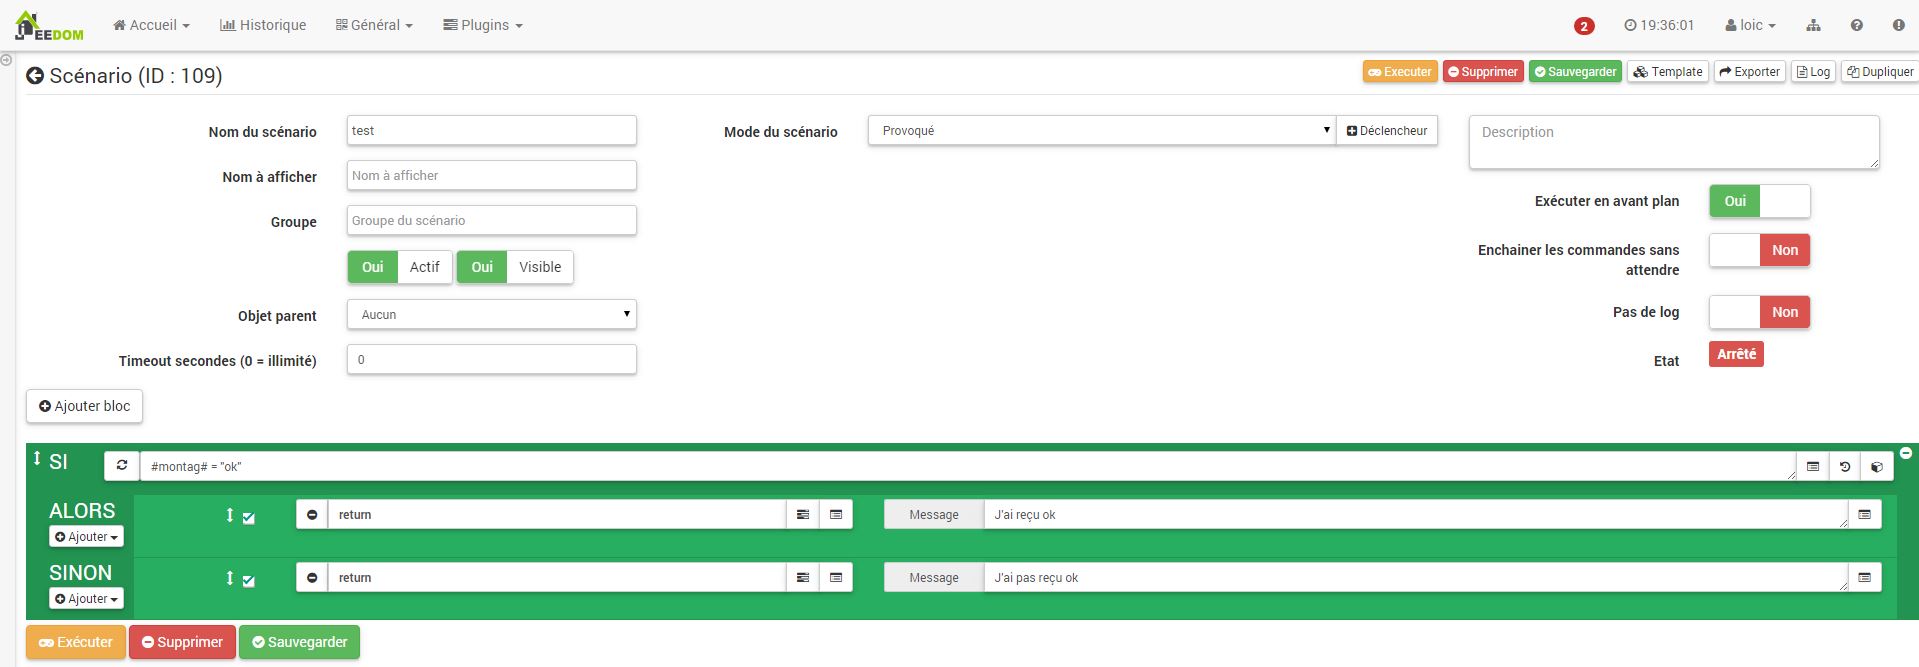 JEEDOM Accueil Historique Général Plugins 2 19:36:01 loic
Scénario (ID : 109) Executer Supprimer Sauvegarder Template Exporter Log Dupliquer
Nom du scénario test Mode du scénario Provoqué Déclencheur Description
Nom à afficher Nom à afficher
Exécuter en avant plan Oui
Groupe Groupe du scénario
Enchainer les commandes sans attendre Non
Oui Actif Oui Visible
Objet parent Aucun Pas de log Non
Timeout secondes (0 = illimité) 0 Etat Arrêté
Ajouter bloc
SI #montag# = "ok"
ALORS return Message J'ai reçu ok
Ajouter
SINON return Message J'ai pas reçu ok
Ajouter
Exécuter Supprimer Sauvegarder